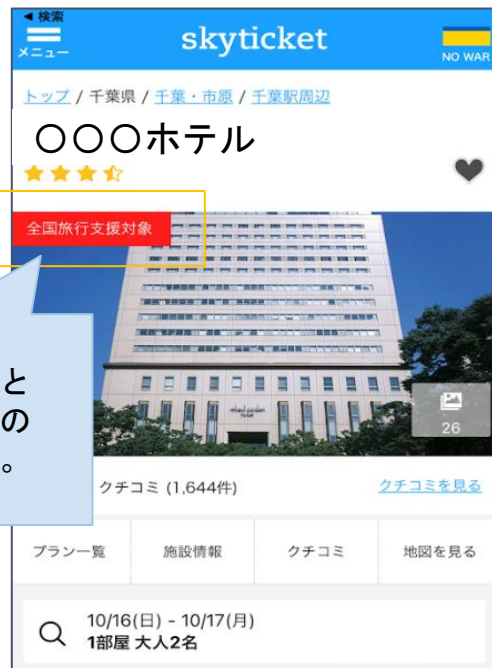 ◀ 検索
メニュー
skyticket
NO WAR
トップ / 千葉県 / 千葉・市原 / 千葉駅周辺
〇〇〇ホテル
全国旅行支援対象
と
の
。
mitsui garden
hotel
26
クチコミ (1,644件)
クチコミを見る
プラン一覧
施設情報
クチコミ
地図を見る
10/16(日) - 10/17(月)
1部屋 大人2名